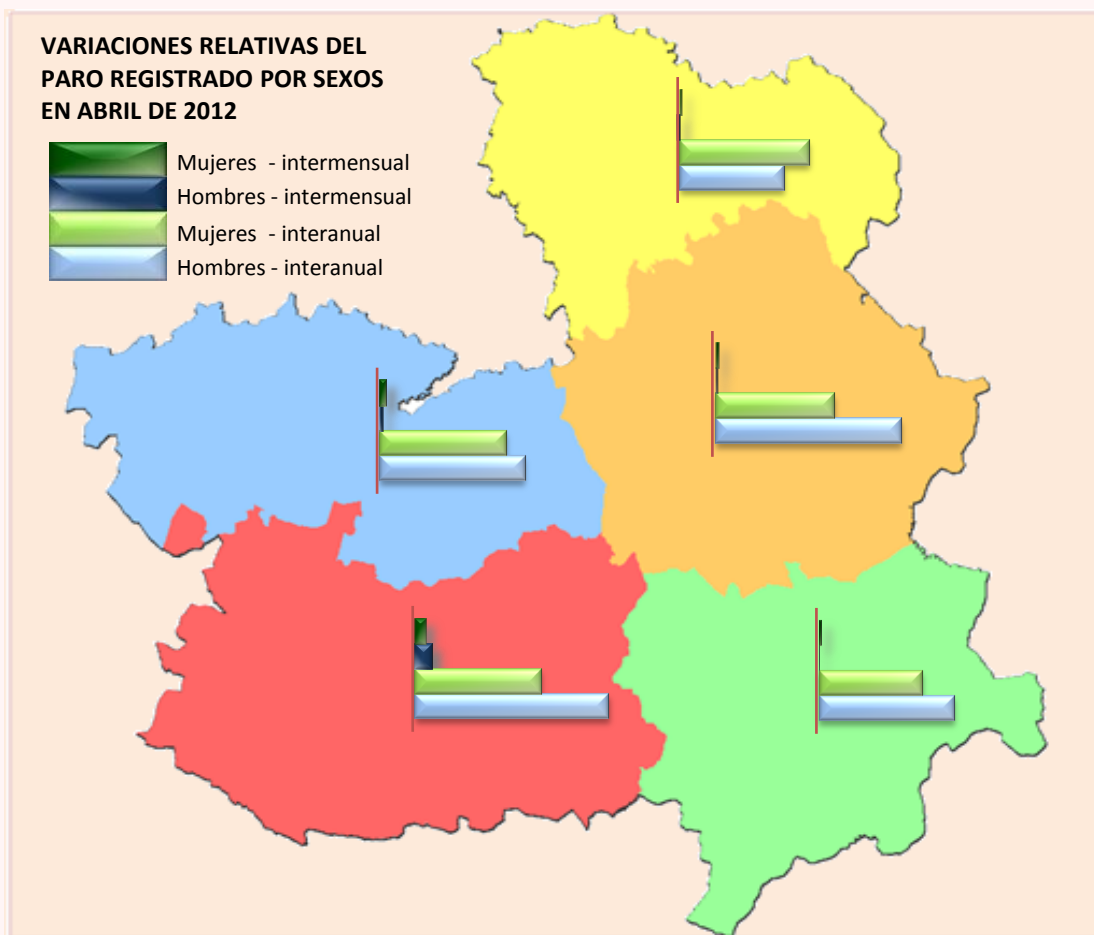 VARIACIONES RELATIVAS DEL
PARO REGISTRADO POR SEXOS
EN ABRIL DE 2012
Mujeres - intermensual
Hombres - intermensual
Mujeres - interanual
Hombres - interanual